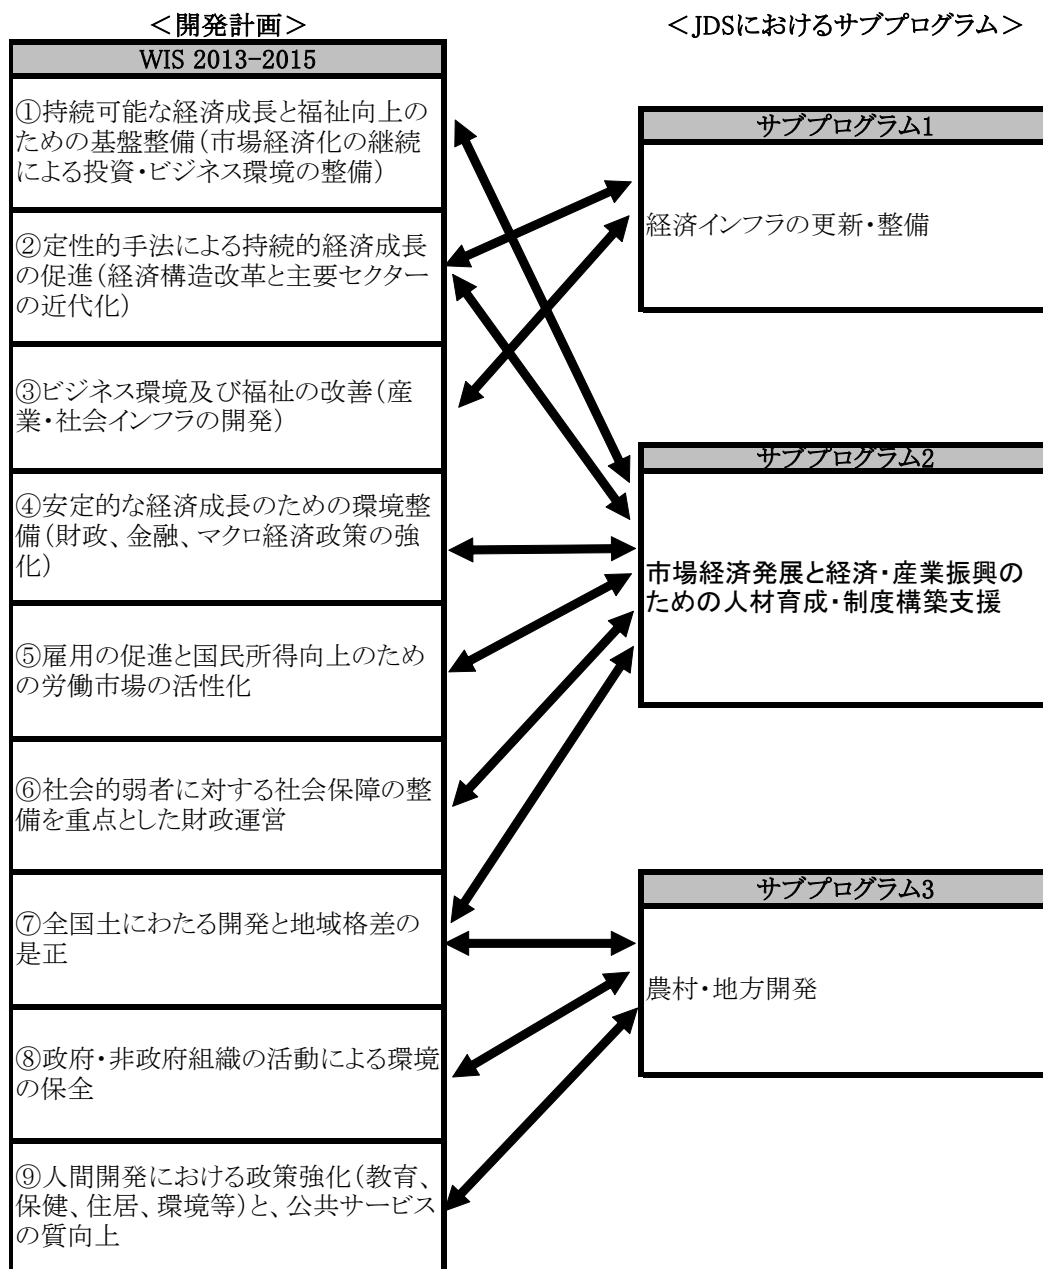 ＜開発計画＞
WIS 2013-2015
①持続可能な経済成長と福祉向上の
ための基盤整備（市場経済化の継続
による投資・ビジネス環境の整備）
②定性的手法による持続的経済成長
の促進（経済構造改革と主要セクター
の近代化）
③ビジネス環境及び福祉の改善（産
業・社会インフラの開発）
④安定的な経済成長のための環境整
備（財政、金融、マクロ経済政策の強
化）
⑤雇用の促進と国民所得向上のため
の労働市場の活性化
⑥社会的弱者に対する社会保障の整
備を重点とした財政運営
⑦全国土にわたる開発と地域格差の
是正
⑧政府・非政府組織の活動による環境
の保全
⑨人間開発における政策強化（教育、
保健、住居、環境等）と、公共サービス
の質向上
＜JDSにおけるサブプログラム＞
サブプログラム1
経済インフラの更新・整備
サブプログラム2
市場経済発展と経済・産業振興の
ための人材育成・制度構築支援
サブプログラム3
農村・地方開発